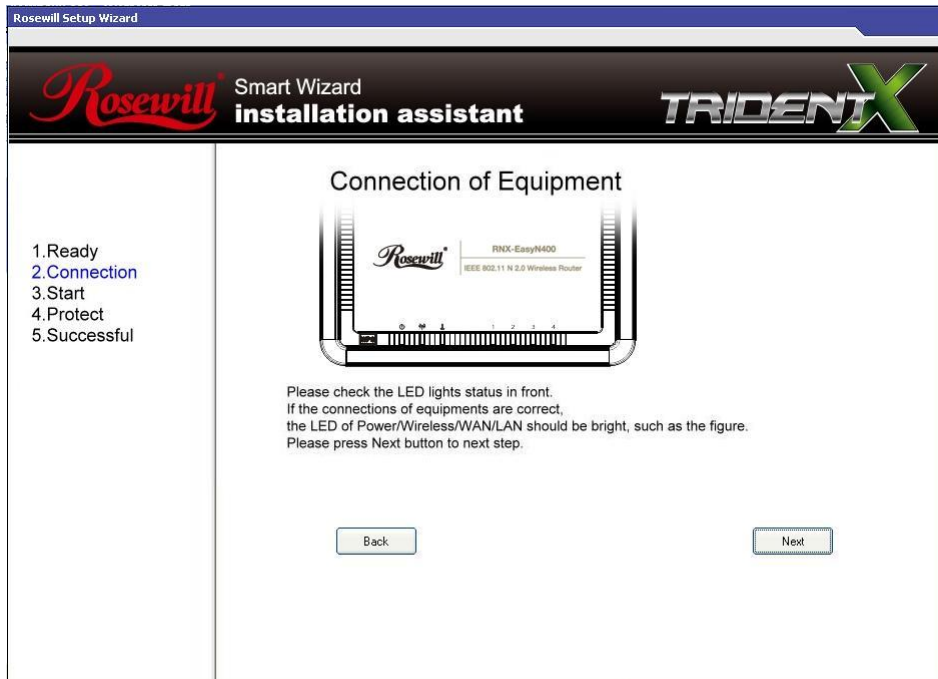 Rosewill Setup Wizard
Rosewill
Smart Wizard
installation assistant
TRIDENTX
1.Ready
2.Connection
3.Start
4.Protect
5.Successful
Connection of Equipment
Rosewill
RNX-EasyN400
IEEE 802.11 N 2.0 Wireless Router
1 2 3 4
Please check the LED lights status in front.
If the connections of equipments are correct,
the LED of Power/Wireless/WAN/LAN should be bright, such as the figure.
Please press Next button to next step.
Back
Next